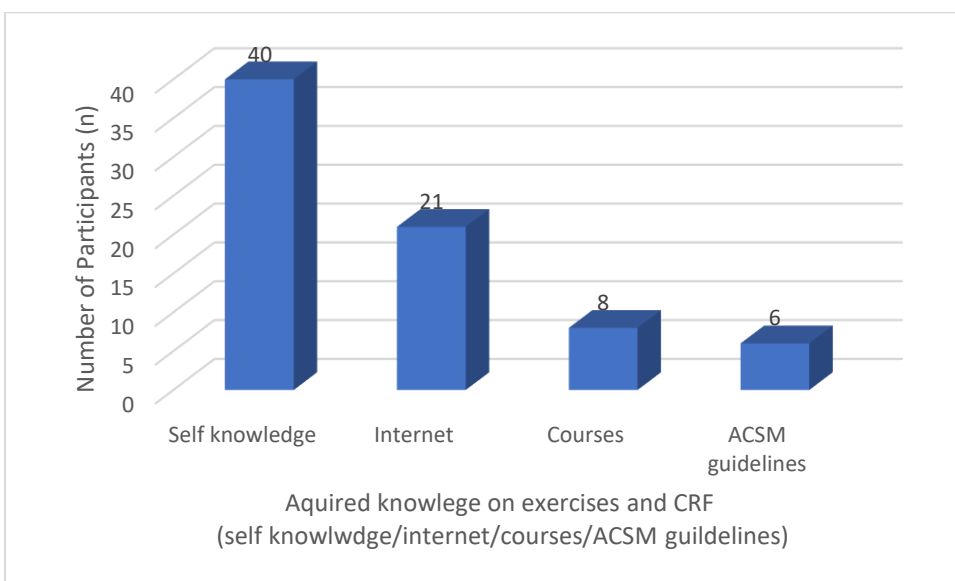 Number of Participants (n)
40
35
30
25
20
15
10
5
0
40
21
8
6
Self knowledge
Internet
Courses
ACSM
guidelines
Aquired knowlege on exercises and CRF
(self knowlwdge/internet/courses/ACSM guildelines)